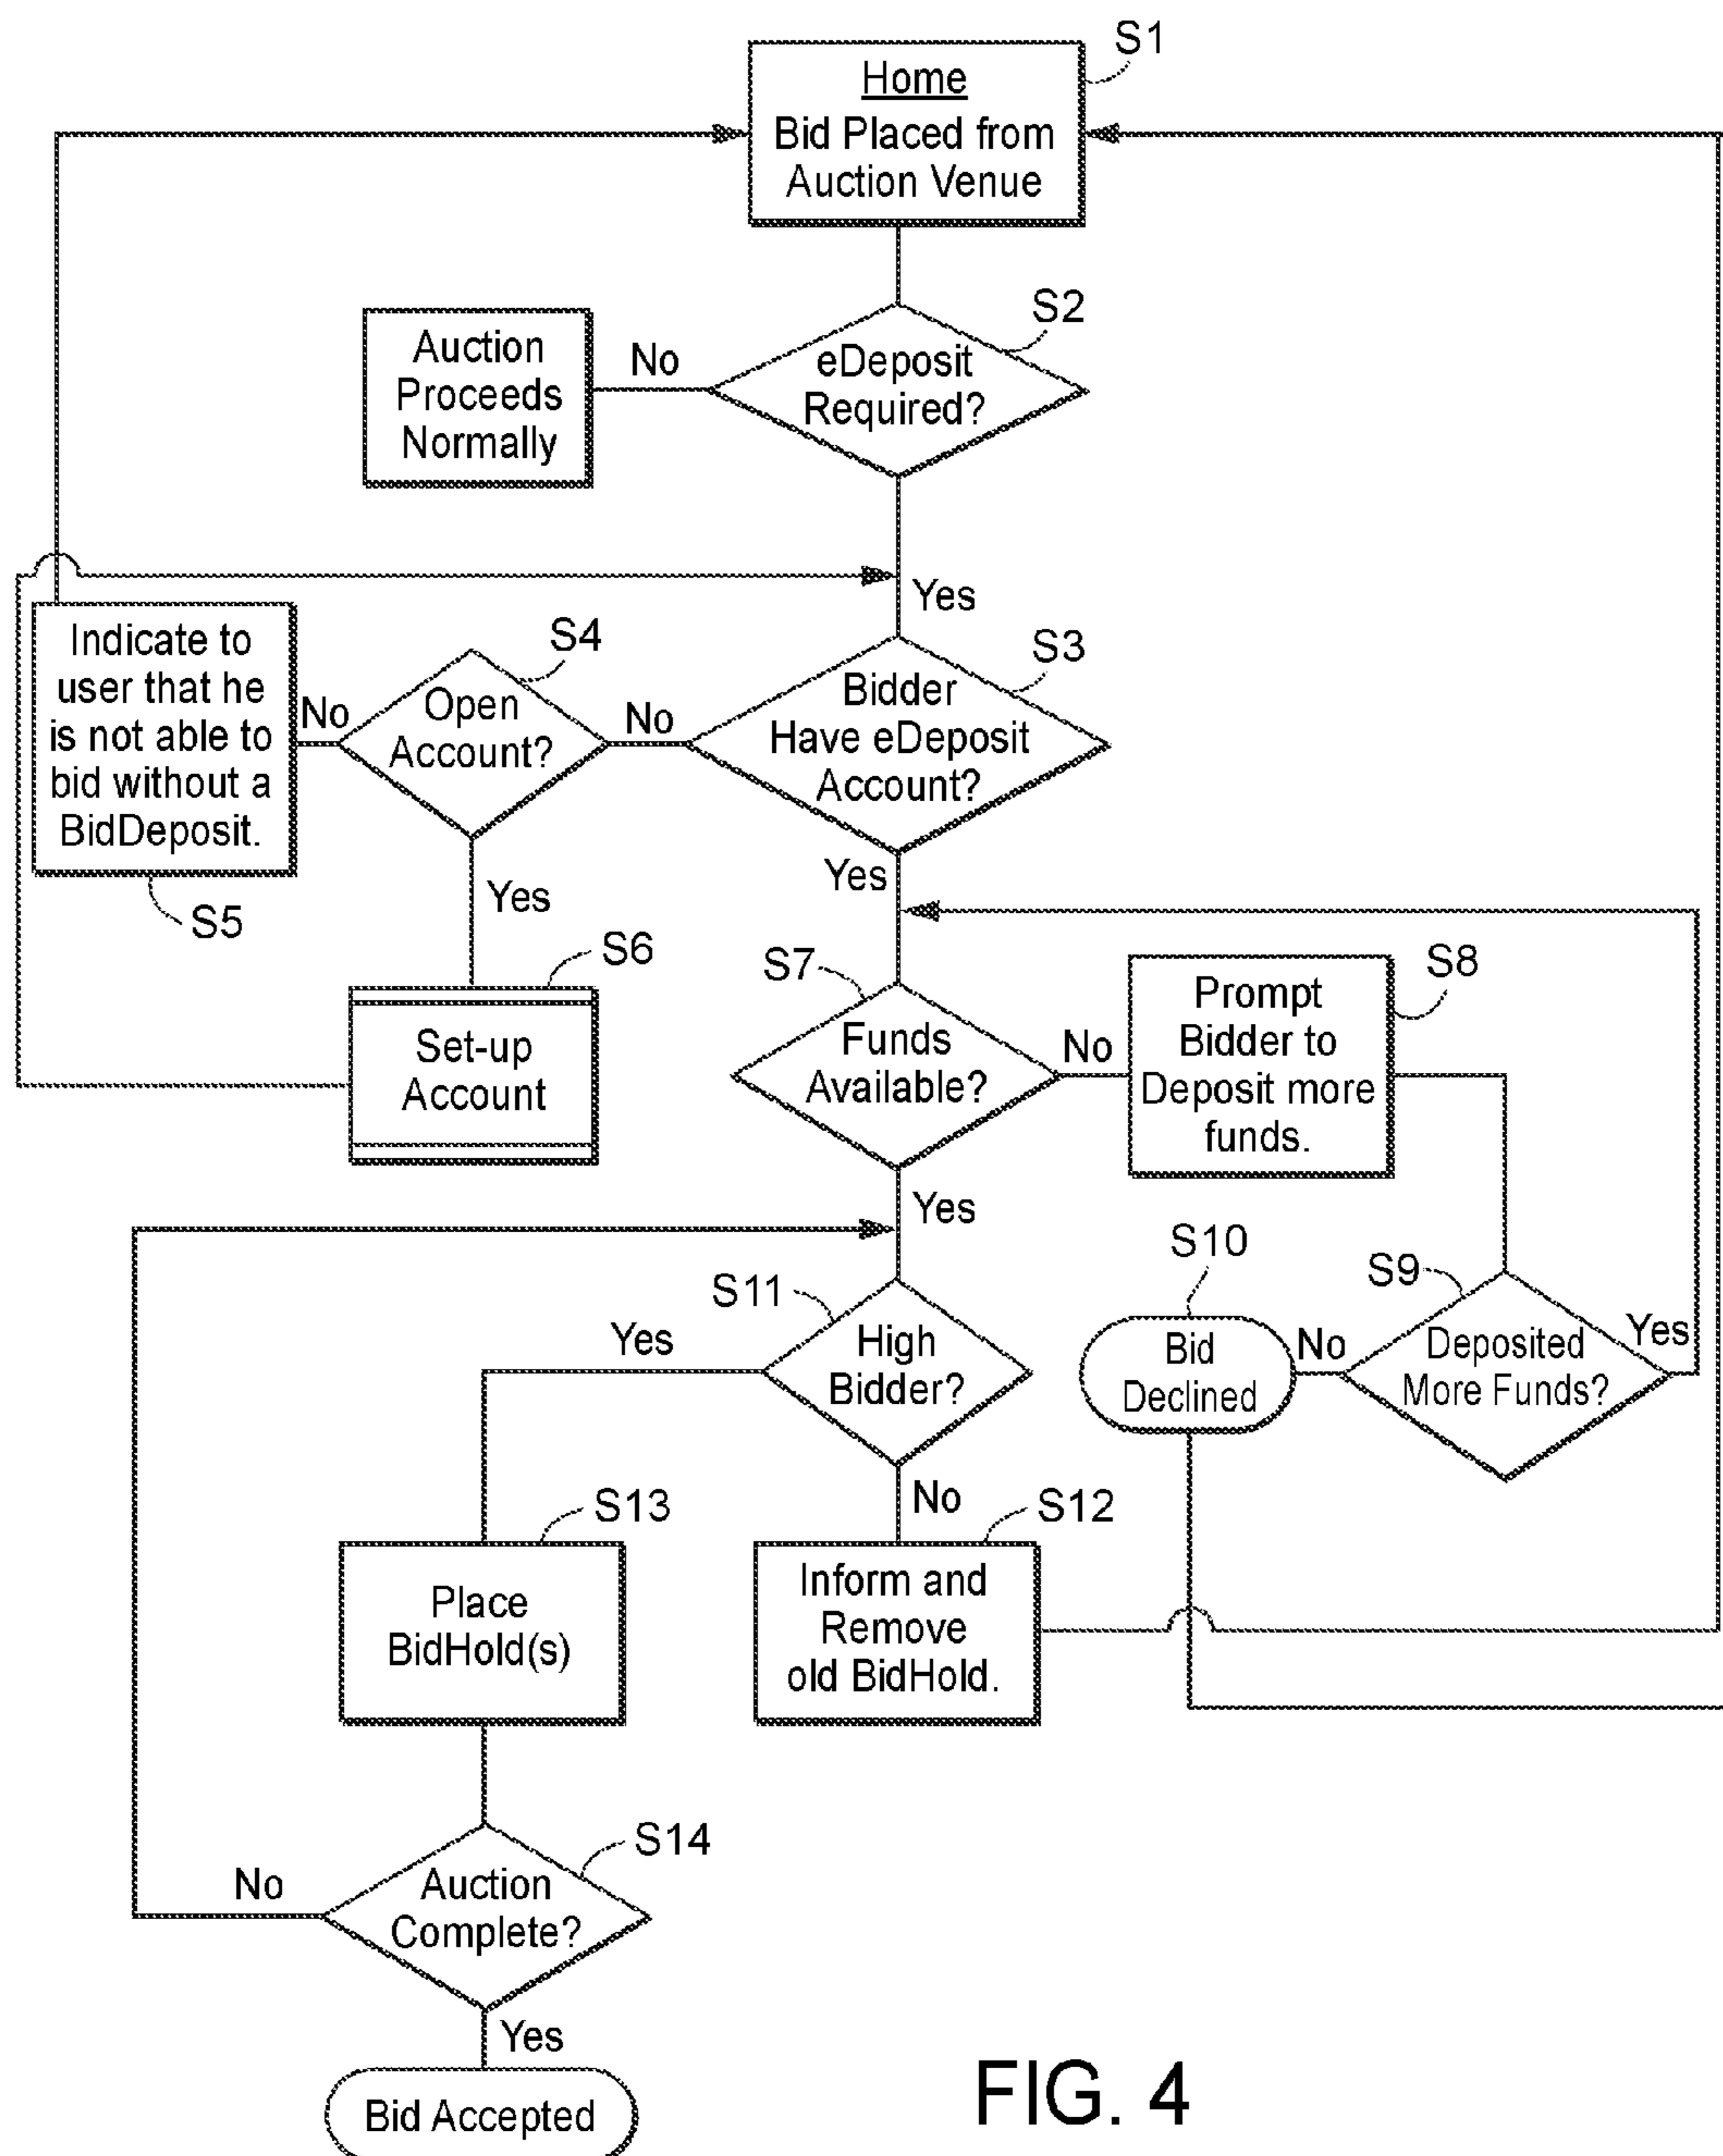 S1
Home
Bid Placed from
Auction Venue
S2
eDeposit
Required?
No
Auction
Proceeds
Normally
Yes
S3
Bidder
Have eDeposit
Account?
No
S4
Open
Account?
No
Indicate to
user that he
is not able to
bid without a
BidDeposit.
S5
Yes
S6
Set-up
Account
Yes
S7
Funds
Available?
No
S8
Prompt
Bidder to
Deposit more
funds.
S9
Deposited
More Funds?
Yes
No
S10
Bid
Declined
Yes
S11
High
Bidder?
Yes
No
S12
Inform and
Remove
old BidHold.
S13
Place
BidHold(s)
S14
Auction
Complete?
No
Yes
Bid Accepted
FIG. 4